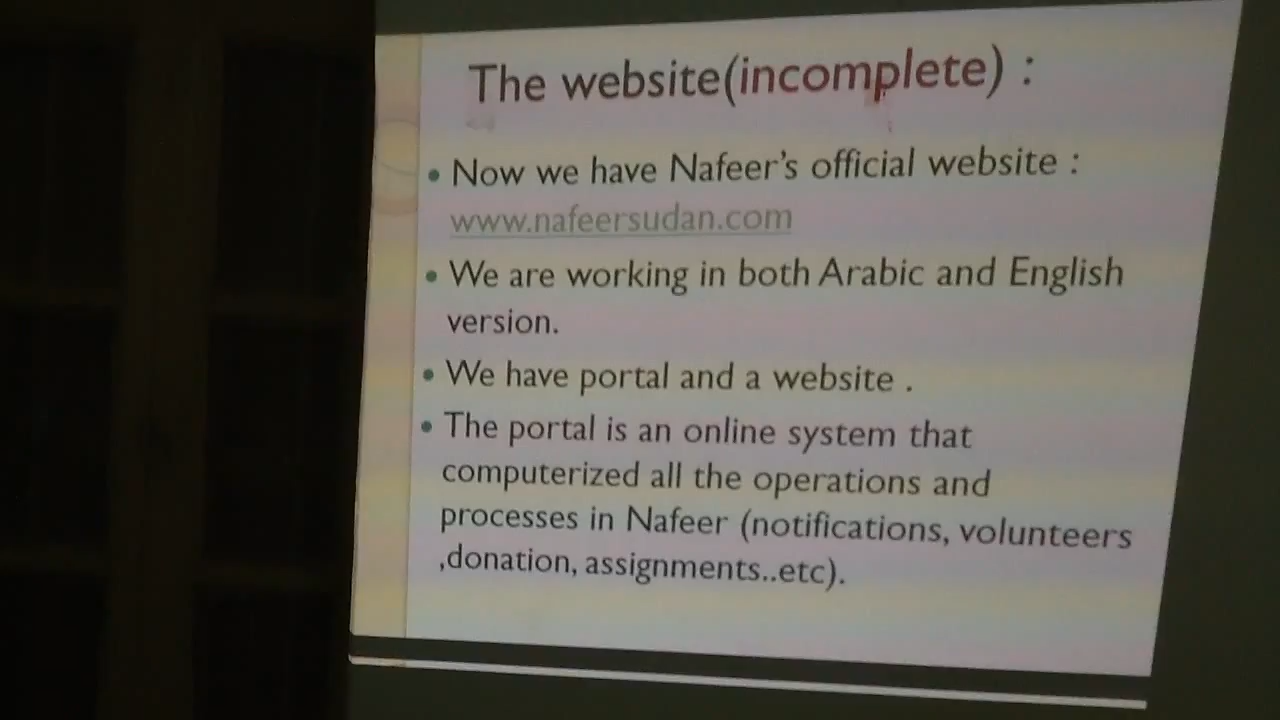 The website(incomplete) :
• Now we have Nafeer's official website :
www.nafeersudan.com
• We are working in both Arabic and English
version.
• We have portal and a website .
• The portal is an online system that
computerized all the operations and
processes in Nafeer (notifications, volunteers
,donation, assignments..etc).